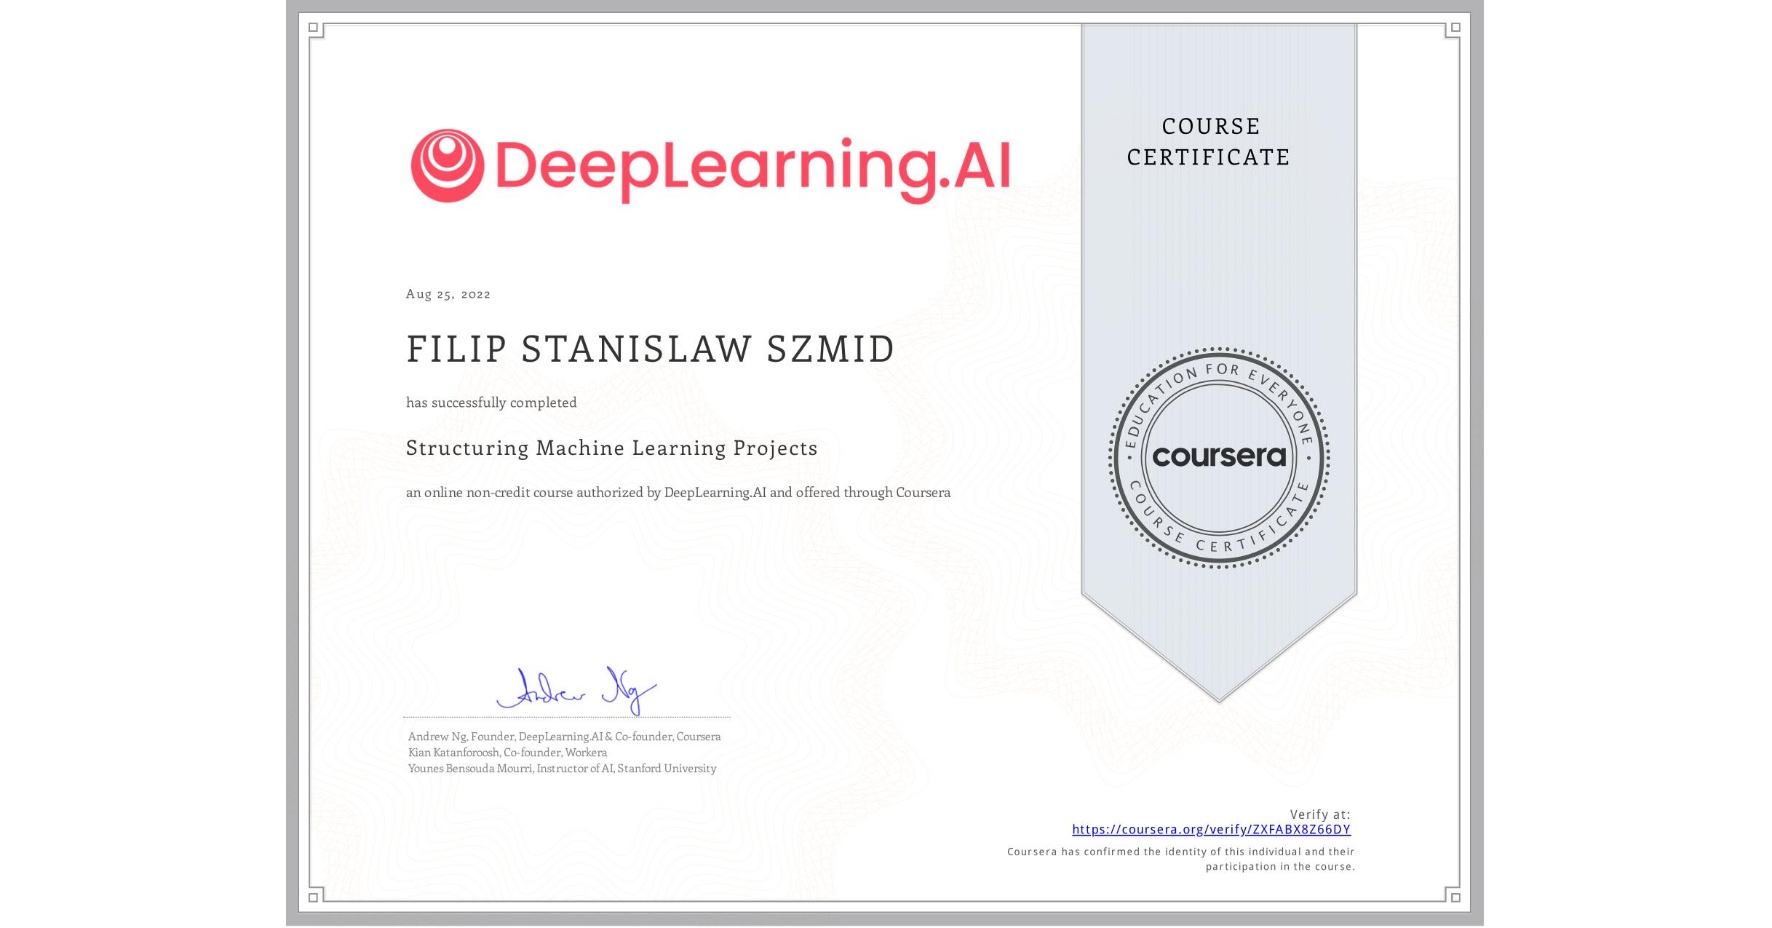 DeepLearning.AI
COURSE
CERTIFICATE
Aug 25, 2022
FILIP STANISLAW SZMID
has successfully completed
Structuring Machine Learning Projects
an online non-credit course authorized by DeepLearning.AI and offered through Coursera
EDUCATION FOR EVERYONE
coursera
COURSE CERTIFICATE
Andrew Ng
Andrew Ng, Founder, DeepLearning.AI & Co-founder, Coursera
Kian Katanforoosh, Co-founder, Workera
Younes Bensouda Mourri, Instructor of AI, Stanford University
Verify at:
https://coursera.org/verify/ZXFABX8Z66DY
Coursera has confirmed the identity of this individual and their
participation in the course.